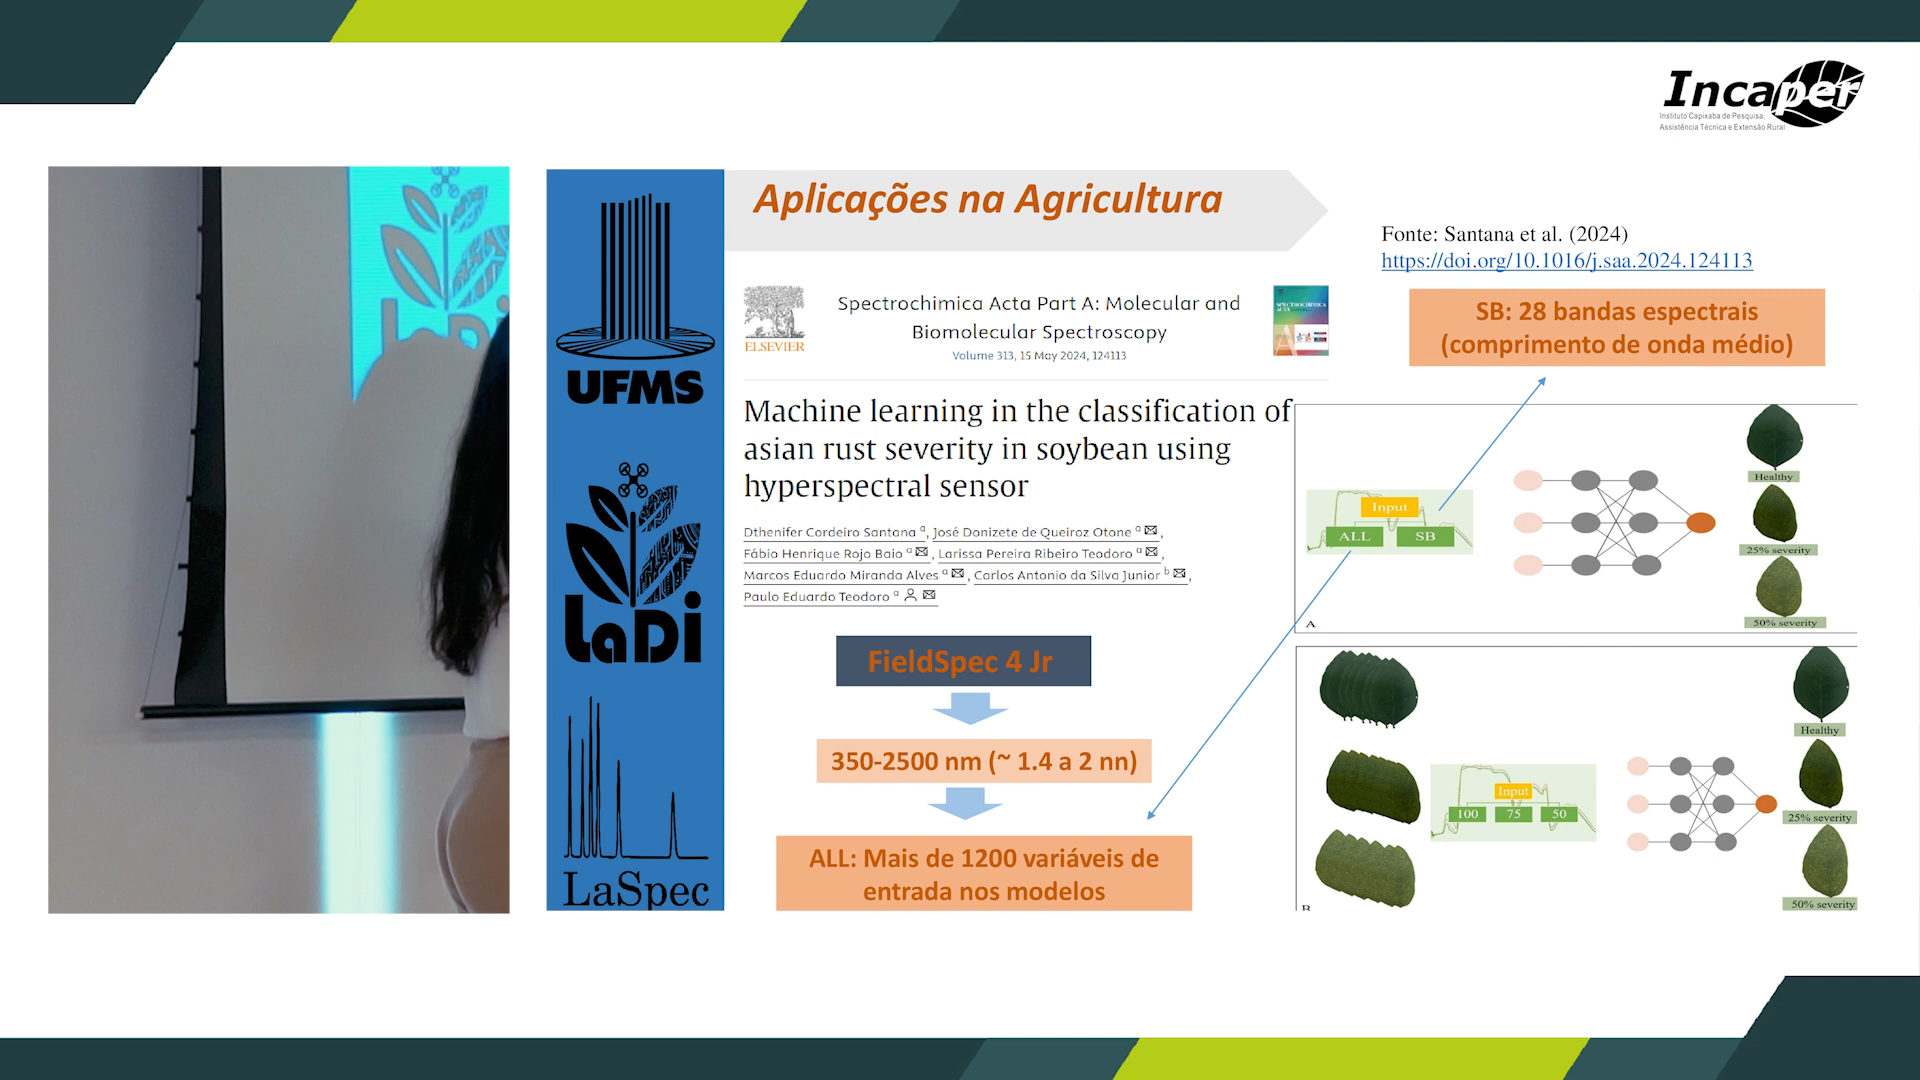 Incaper
Instituto Capixaba de Pesquisa,
Assistência Técnica e Extensão Rural
Aplicações na Agricultura
Fonte: Santana et al. (2024)
https://doi.org/10.1016/j.saa.2024.124113
UFMS
LaDi
LaSpec
ELSEVIER
Spectrochimica Acta Part A: Molecular and
Biomolecular Spectroscopy
Volume 313, 15 May 2024, 124113
SPECTROCHIMICA
ACTA
SB: 28 bandas espectrais
(comprimento de onda médio)
Machine learning in the classification of
asian rust severity in soybean using
hyperspectral sensor
Dthenifer Cordeiro Santana a, José Donizete de Queiroz Otone a,
Fábio Henrique Rojo Baio a, Larissa Pereira Ribeiro Teodoro a,
Marcos Eduardo Miranda Alves a, Carlos Antonio da Silva Junior b,
Paulo Eduardo Teodoro a
FieldSpec 4 Jr
350-2500 nm (~ 1.4 a 2 nn)
ALL: Mais de 1200 variáveis de
entrada nos modelos
Input
ALL SB
Healthy
25% severity
50% severity
A
Input
100 75 50
Healthy
25% severity
50% severity
B